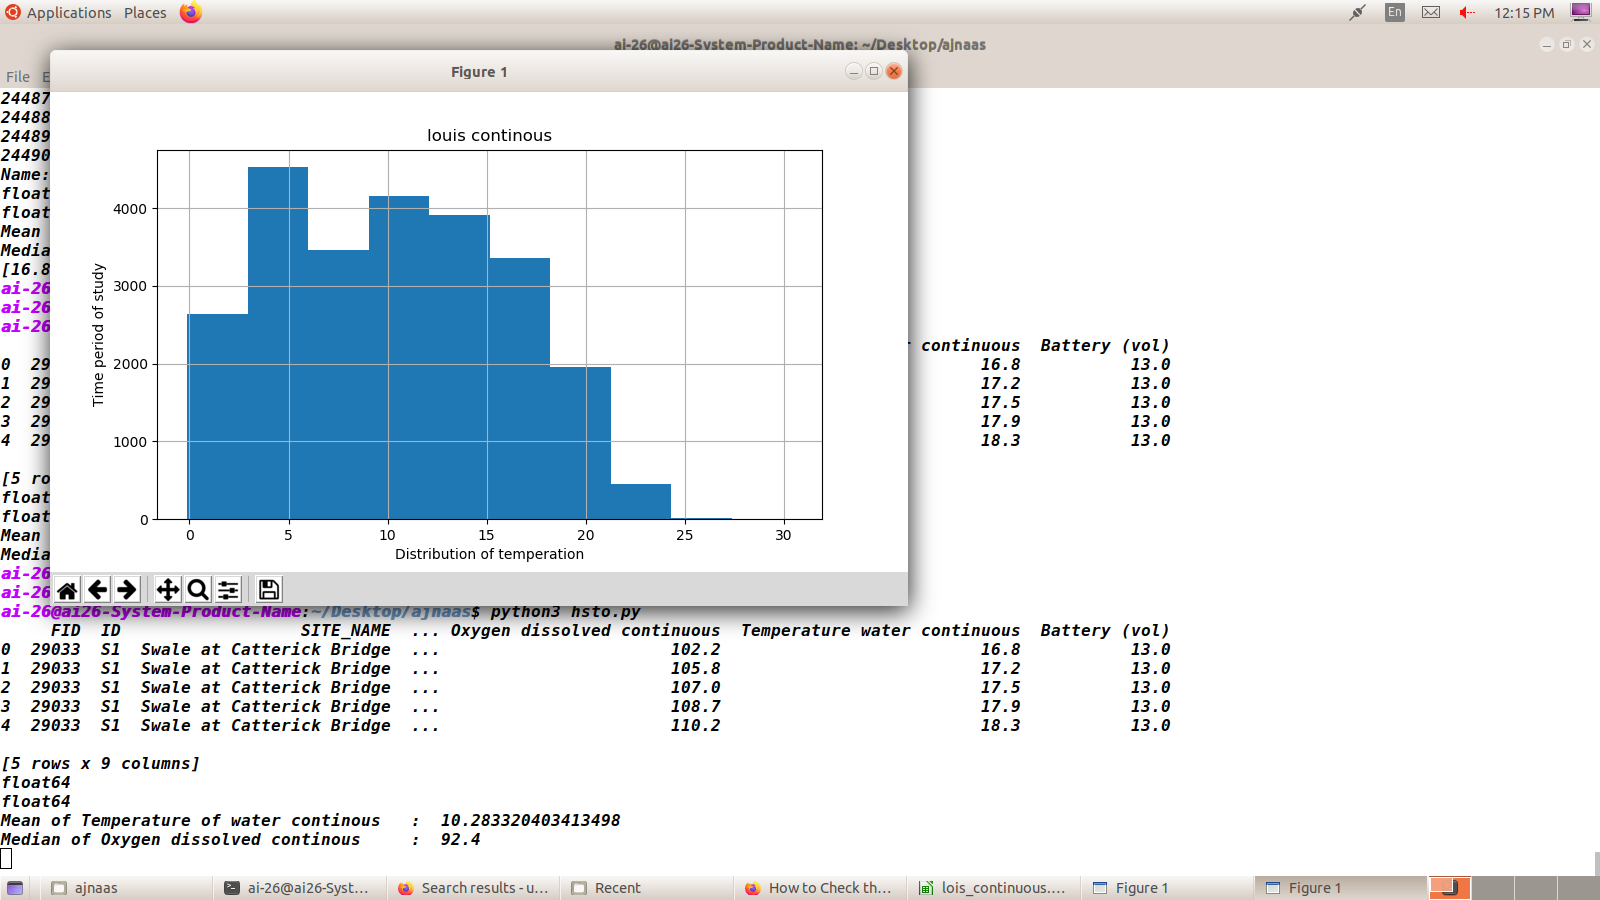 Applications Places En 12:15 PM
ai-26@ai26-System-Product-Name: ~/Desktop/ajnaas
File E
Figure 1
24487
24488
24489
24490
Name:
float
float
Mean
Media
[16.8
ai-26
ai-26
ai-26
louis continous
Time period of study
4000
3000
2000
1000
0
0 5 10 15 20 25 30
Distribution of temperation
r continuous Battery (vol)
0 29 16.8 13.0
1 29 17.2 13.0
2 29 17.5 13.0
3 29 17.9 13.0
4 29 18.3 13.0
[5 ro
float
float
Mean
Media
ai-26
ai-26
ai-26@ai26-System-Product-Name:~/Desktop/ajnaas$ python3 hsto.py
FID ID SITE_NAME ... Oxygen dissolved continuous Temperature water continuous Battery (vol)
0 29033 S1 Swale at Catterick Bridge ... 102.2 16.8 13.0
1 29033 S1 Swale at Catterick Bridge ... 105.8 17.2 13.0
2 29033 S1 Swale at Catterick Bridge ... 107.0 17.5 13.0
3 29033 S1 Swale at Catterick Bridge ... 108.7 17.9 13.0
4 29033 S1 Swale at Catterick Bridge ... 110.2 18.3 13.0
[5 rows x 9 columns]
float64
float64
Mean of Temperature of water continous : 10.283320403413498
Median of Oxygen dissolved continous : 92.4
ajnaas ai-26@ai26-Syst... Search results - u... Recent How to Check th... lois_continuous.... Figure 1 Figure 1